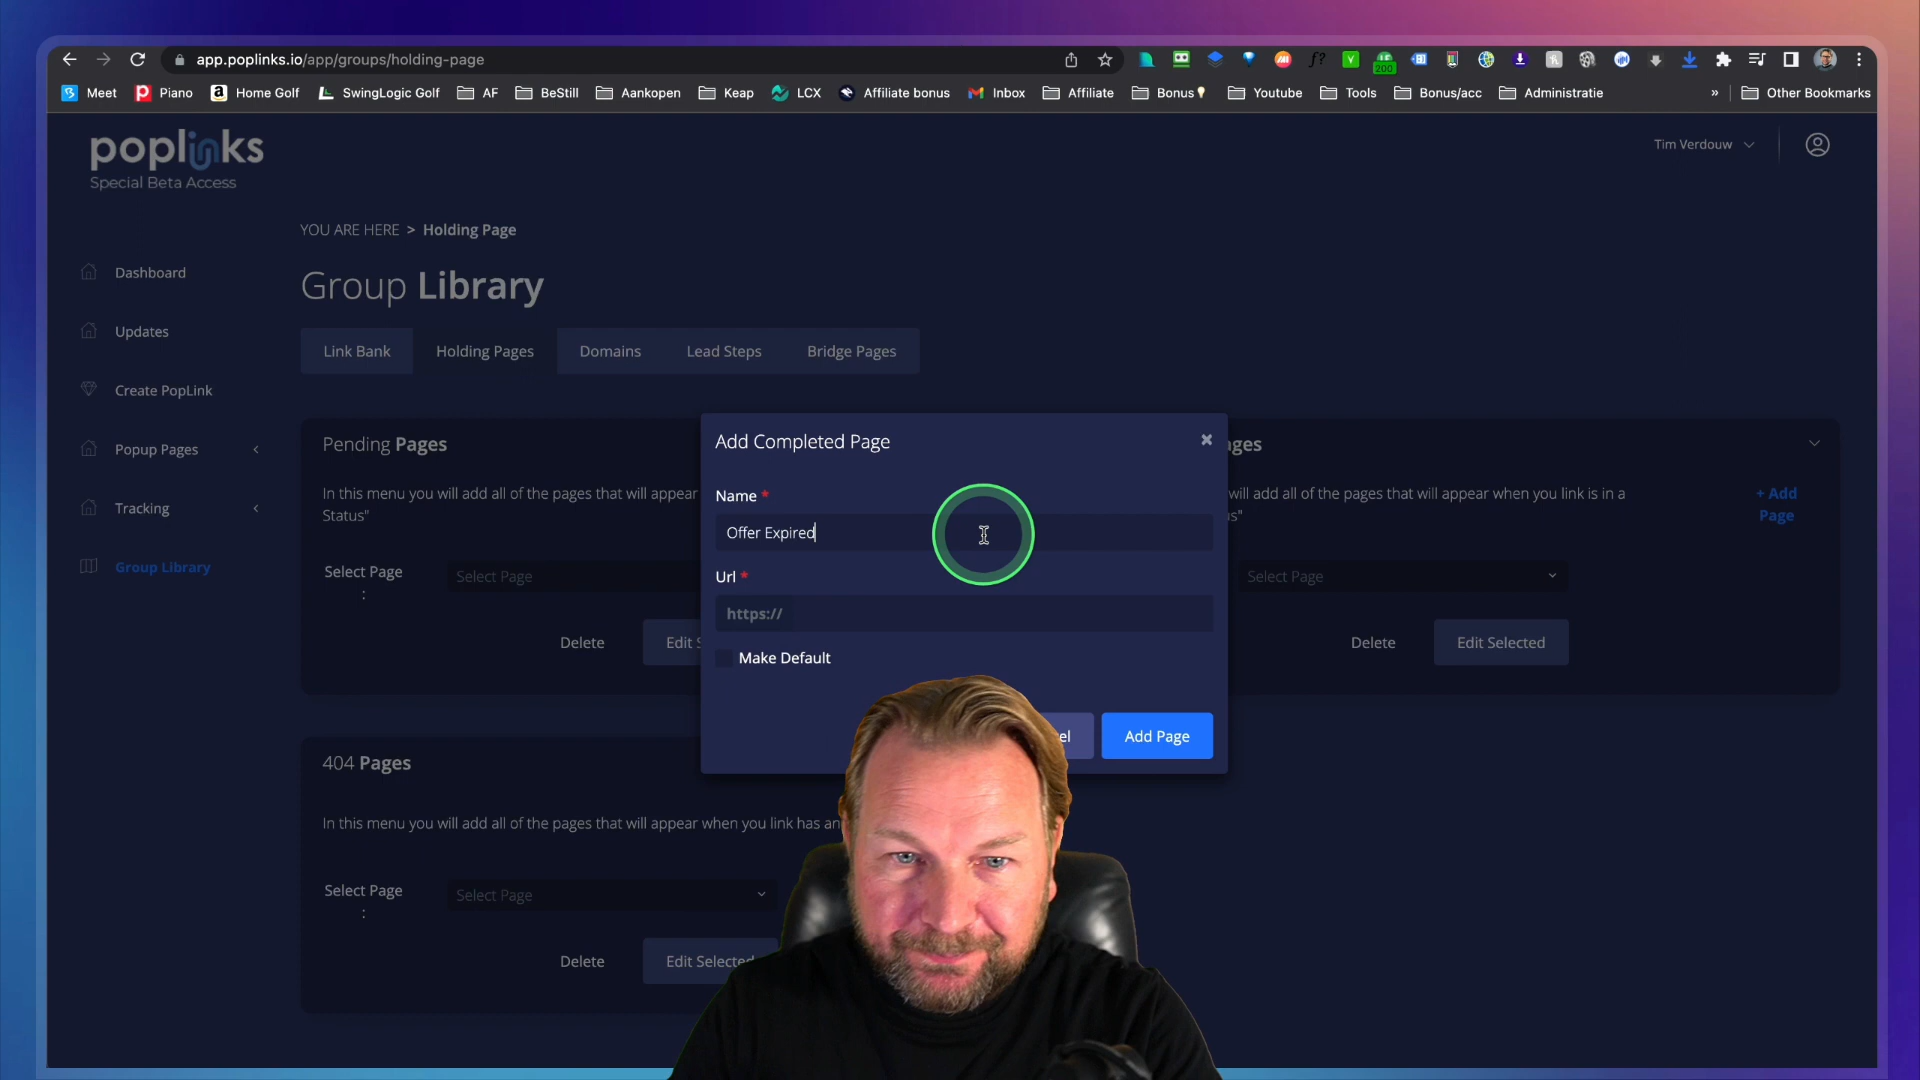 app.poplinks.io/app/groups/holding-page
200
Meet Piano Home Golf SwingLogic Golf AF BeStill Aankopen Keap LCX Affiliate bonus Inbox Affiliate Bonus Youtube Tools Bonus/acc Administratie » Other Bookmarks
poplinks
Special Beta Access
Tim Verdouw
YOU ARE HERE > Holding Page
Group Library
Dashboard
Updates
Create PopLink
Popup Pages
Tracking
Group Library
Link Bank Holding Pages Domains Lead Steps Bridge Pages
Pending Pages
In this menu you will add all of the pages that will appear
Status"
Select Page
:
Select Page
Delete Edit
Add Completed Page
Name *
Offer Expired
Url *
https://
Make Default
Add Page
will add all of the pages that will appear when you link is in a
+ Add
Page
Select Page
Delete Edit Selected
404 Pages
In this menu you will add all of the pages that will appear when you link has
Select Page
:
Select Page
Delete Edit Selected